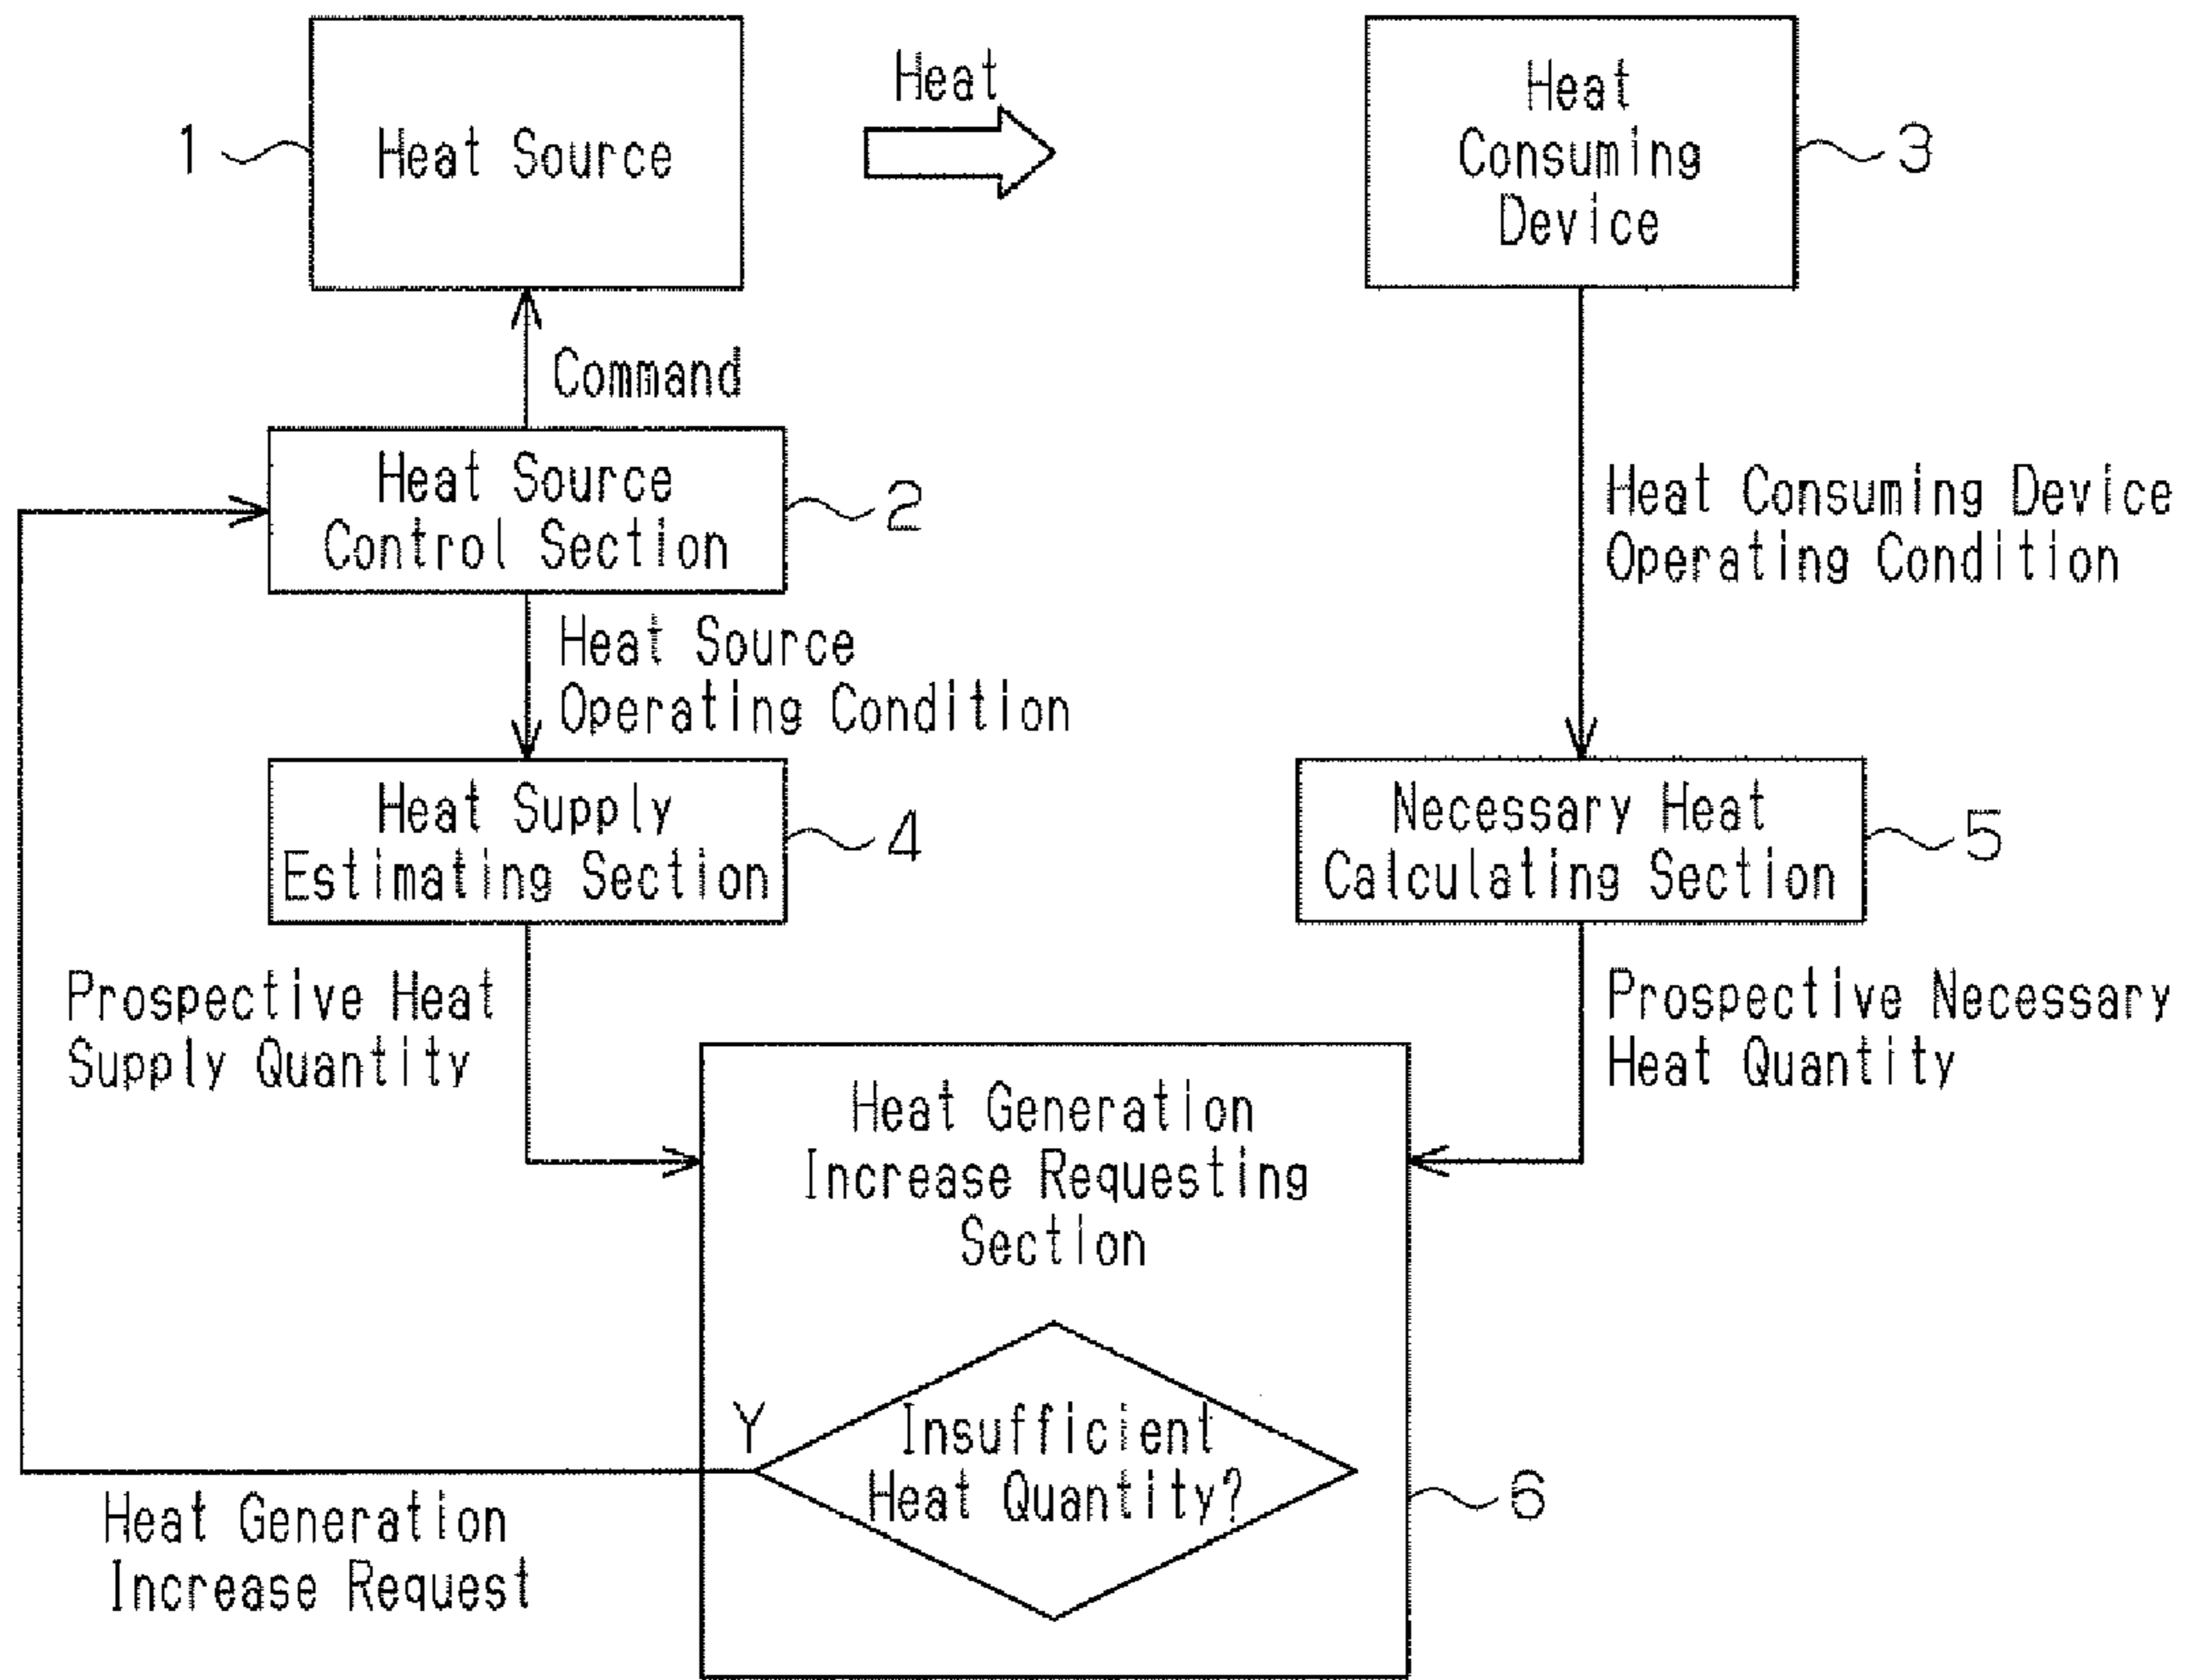 Heat
1
Heat Source
Heat
Consuming
Device
3
Command
Heat Source
Control Section
2
Heat Consuming Device
Operating Condition
Heat Source
Operating Condition
Heat Supply
Estimating Section
4
Necessary Heat
Calculating Section
5
Prospective Heat
Supply Quantity
Prospective Necessary
Heat Quantity
Heat Generation
Increase Requesting
Section
Y
Insufficient
Heat Quantity?
6
Heat Generation
Increase Request